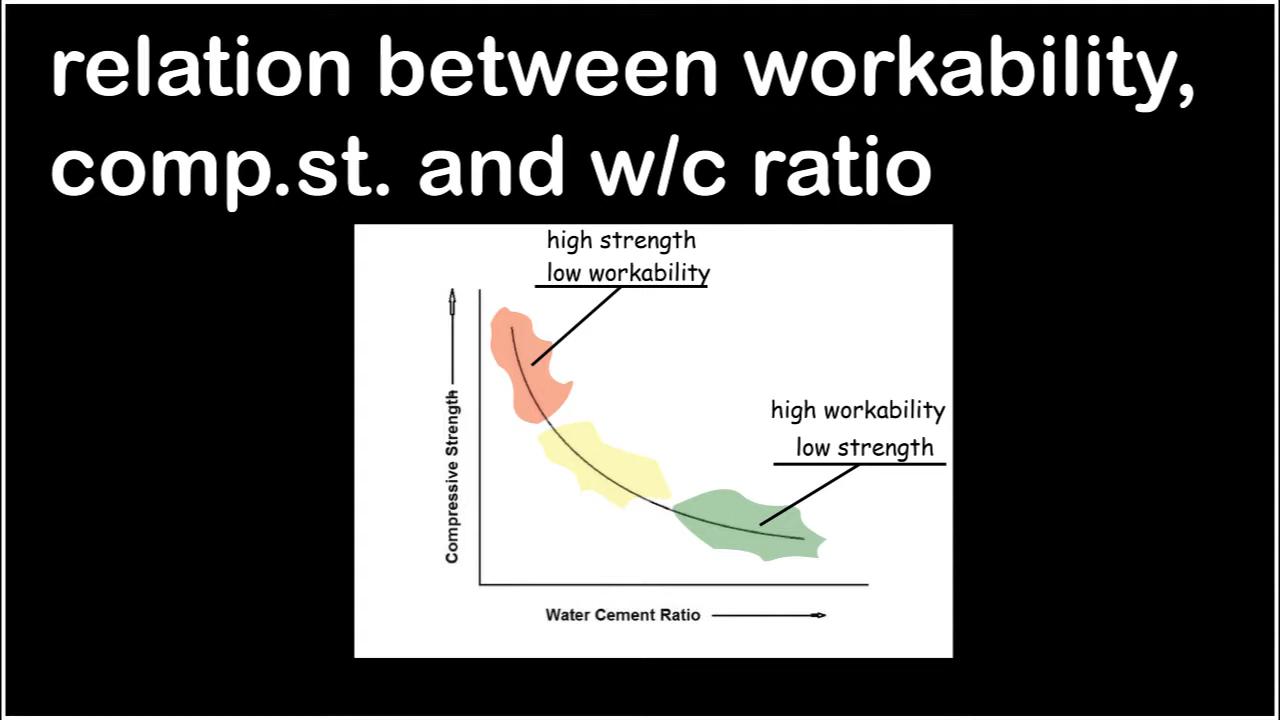 relation between workability,
comp.st. and w/c ratio
high strength
low workability
high workability
low strength
Compressive Strength
Water Cement Ratio